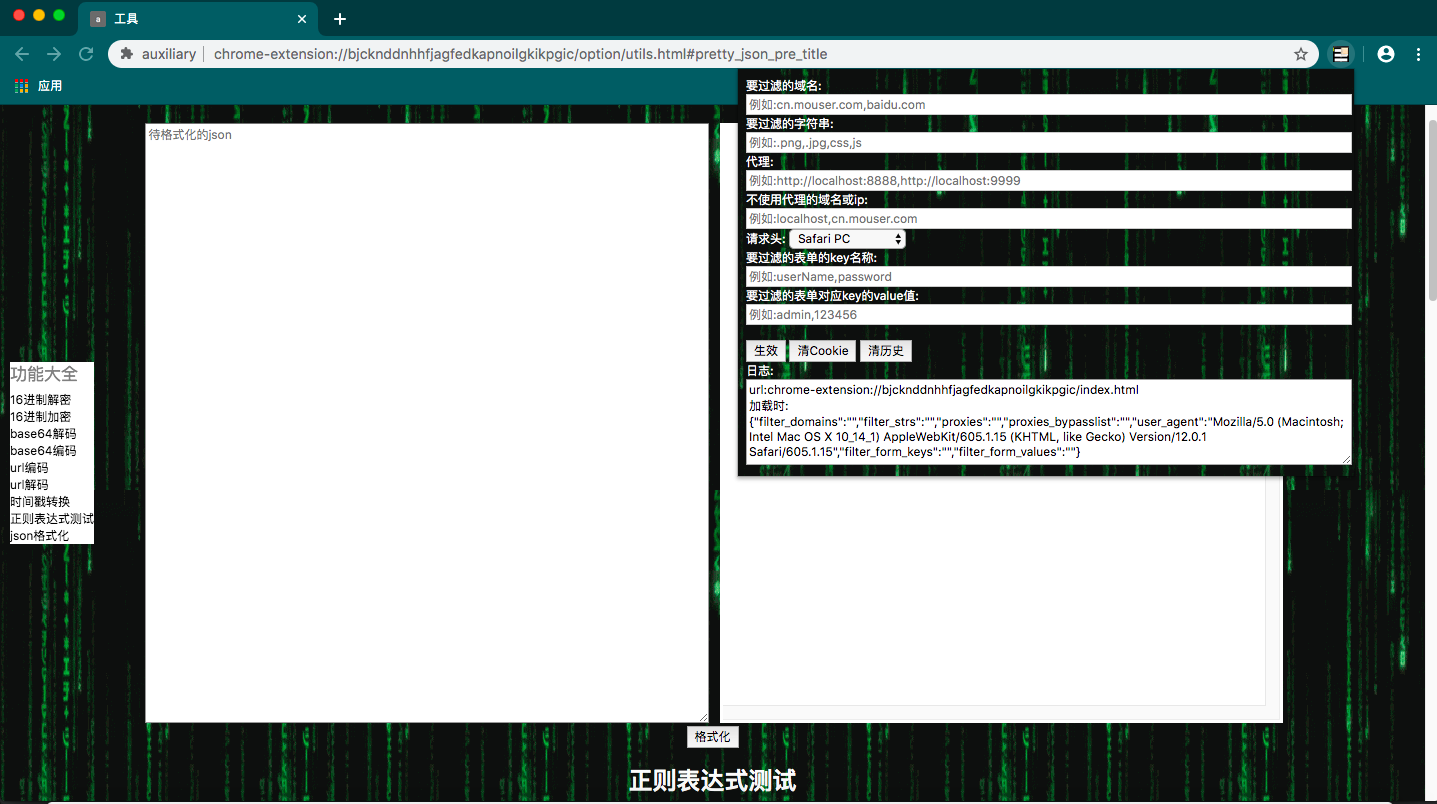 a 工具
auxiliary chrome-extension://bjcknddnhhfjagfedkapnoilgkikpgic/option/utils.html#pretty_json_pre_title
应用
待格式化的json
功能大全
16进制解密
16进制加密
base64解码
base64编码
url编码
url解码
时间戳转换
正则表达式测试
json格式化
要过滤的域名:
例如:cn.mouser.com,baidu.com
要过滤的字符串:
例如:.png,.jpg,css,js
代理:
例如:http://localhost:8888,http://localhost:9999
不使用代理的域名或ip:
例如:localhost,cn.mouser.com
请求头: Safari PC
要过滤的表单的key名称:
例如:userName,password
要过滤的表单对应key的value值:
例如:admin,123456
生效 清Cookie 清历史
日志:
url:chrome-extension://bjcknddnhhfjagfedkapnoilgkikpgic/index.html
加载时:
{"filter_domains":"","filter_strs":"","proxies":"","proxies_bypasslist":"","user_agent":"Mozilla/5.0 (Macintosh;
Intel Mac OS X 10_14_1) AppleWebKit/605.1.15 (KHTML, like Gecko) Version/12.0.1
Safari/605.1.15","filter_form_keys":"","filter_form_values":""}
格式化
正则表达式测试